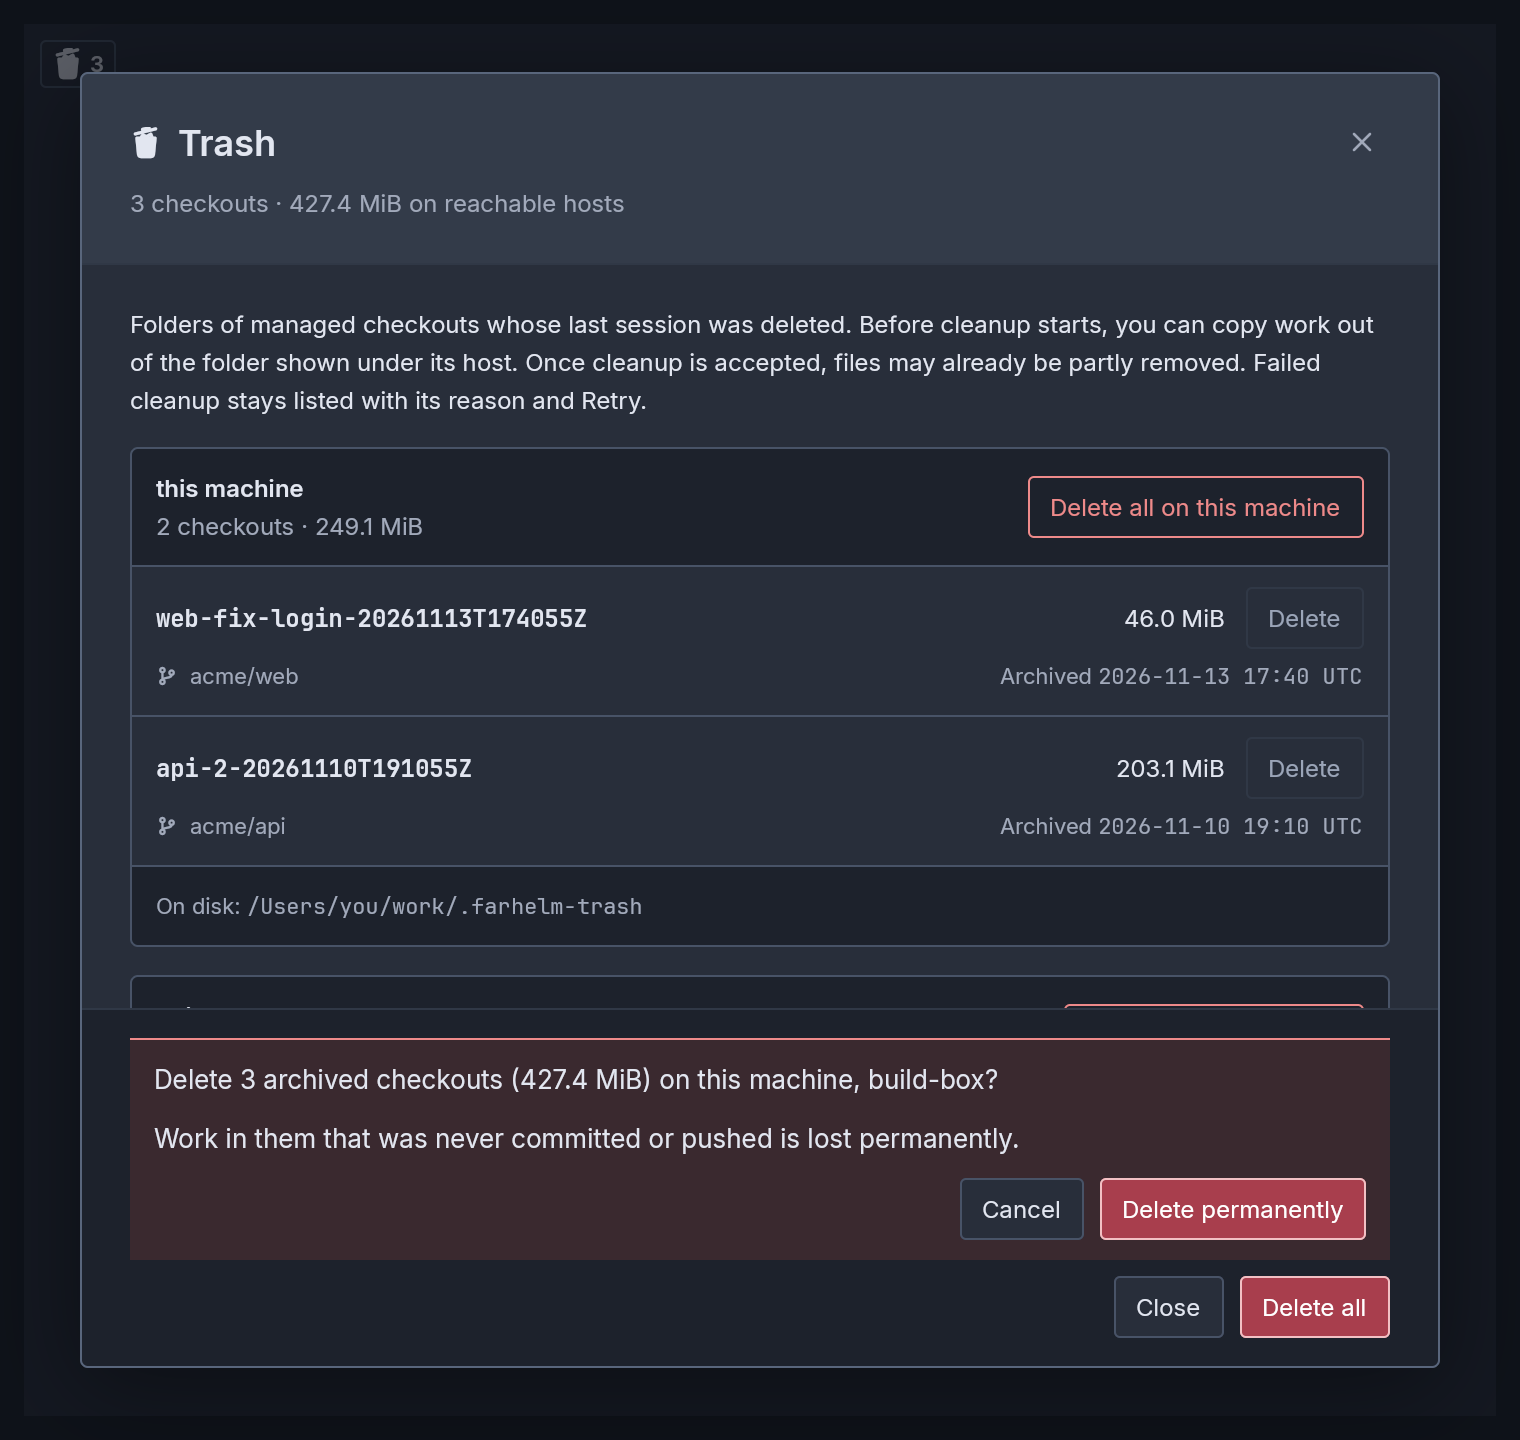 3
Trash
3 checkouts · 427.4 MiB on reachable hosts
Folders of managed checkouts whose last session was deleted. Before cleanup starts, you can copy work out
of the folder shown under its host. Once cleanup is accepted, files may already be partly removed. Failed
cleanup stays listed with its reason and Retry.
this machine
Delete all on this machine
2 checkouts · 249.1 MiB
web-fix-login-20261113T174055Z
46.0 MiB
Delete
acme/web
Archived 2026-11-13 17:40 UTC
api-2-20261110T191055Z
203.1 MiB
Delete
acme/api
Archived 2026-11-10 19:10 UTC
On disk: /Users/you/work/.farhelm-trash
Delete 3 archived checkouts (427.4 MiB) on this machine, build-box?
Work in them that was never committed or pushed is lost permanently.
Cancel
Delete permanently
Close
Delete all